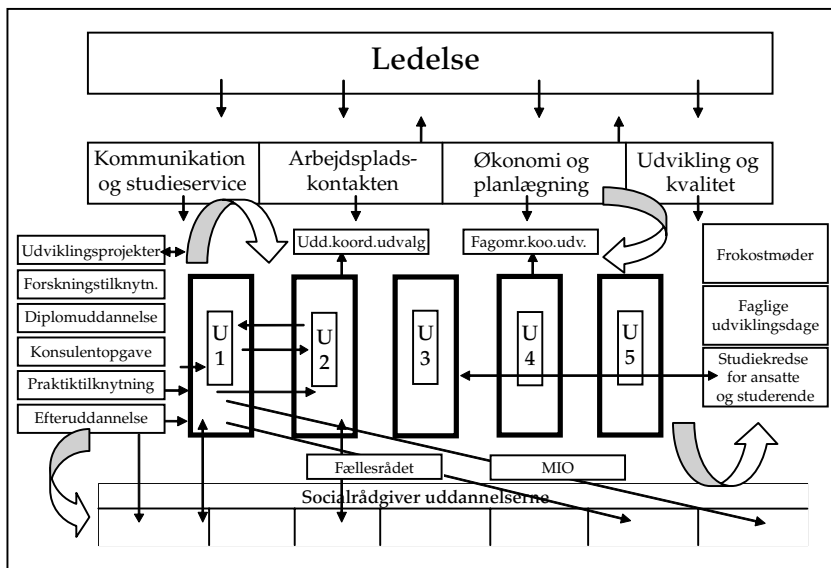 Ledelse
Kommunikation
og studieservice
Arbejdsplads-
kontakten
Økonomi og
planlægning
Udvikling og
kvalitet
Udviklingsprojekter
Forskningstilknytn.
Diplomuddannelse
Konsulentopgave
Praktiktilknytning
Efteruddannelse
Udd.koord.udvalg
Fagomr.koo.udv.
U
1
U
2
U
3
U
4
U
5
Frokostmøder
Faglige
udviklingsdage
Studiekredse
for ansatte
og studerende
Fællesrådet
MIO
Socialrådgiver uddannelserne